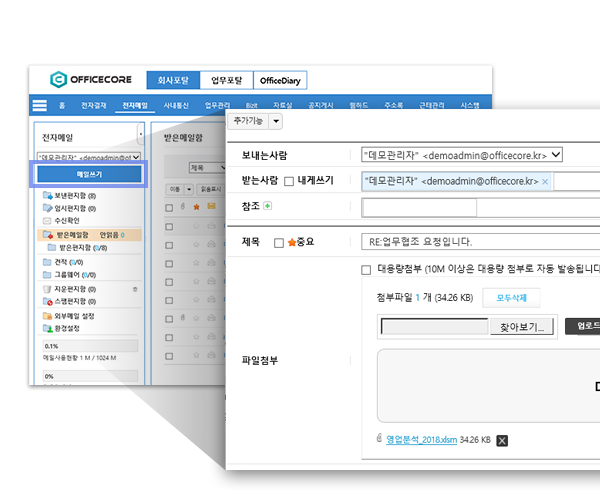 OFFICECORE 회사포탈 업무포탈 OfficeDiary
홈 전자결재 전자메일 사내통신 업무관리 Bizit 자료실 공지게시 웹하드 주소록 근태관리 시스템
전자메일
"데모관리자" <demoadmin@of
메일쓰기
보낸편지함 (8)
임시편지함 (0)
수신확인
받은메일함 안읽음 0
받은편지함 (0/8)
견적 (0/0)
그룹웨어 (0/0)
지운편지함 (0)
스팸편지함 (0)
외부메일 설정
환경설정
0.1%
메일사용현황 1 M / 1024 M
0%
받은메일함
제목
이동 읽음표시
추가기능
보내는사람 "데모관리자" <demoadmin@officecore.kr>
받는사람 내게쓰기 "데모관리자" <demoadmin@officecore.kr> ×
참조
제목 중요 RE:업무협조 요청입니다.
대용량첨부 (10M 이상은 대용량 첨부로 자동 발송됩니다
첨부파일 1 개 (34.26 KB) 모두삭제
찾아보기... 업로드
파일첨부
영업분석_2018.xlsm 34.26 KB X